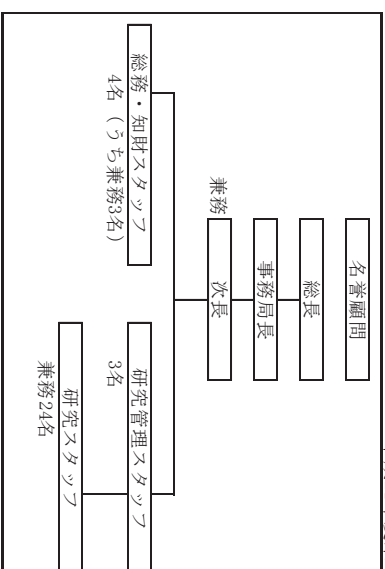 名誉顧問
総長
事務局長
兼務
次長
総務・知財スタッフ
4名（うち兼務3名）
研究管理スタッフ
3名
研究スタッフ
兼務24名